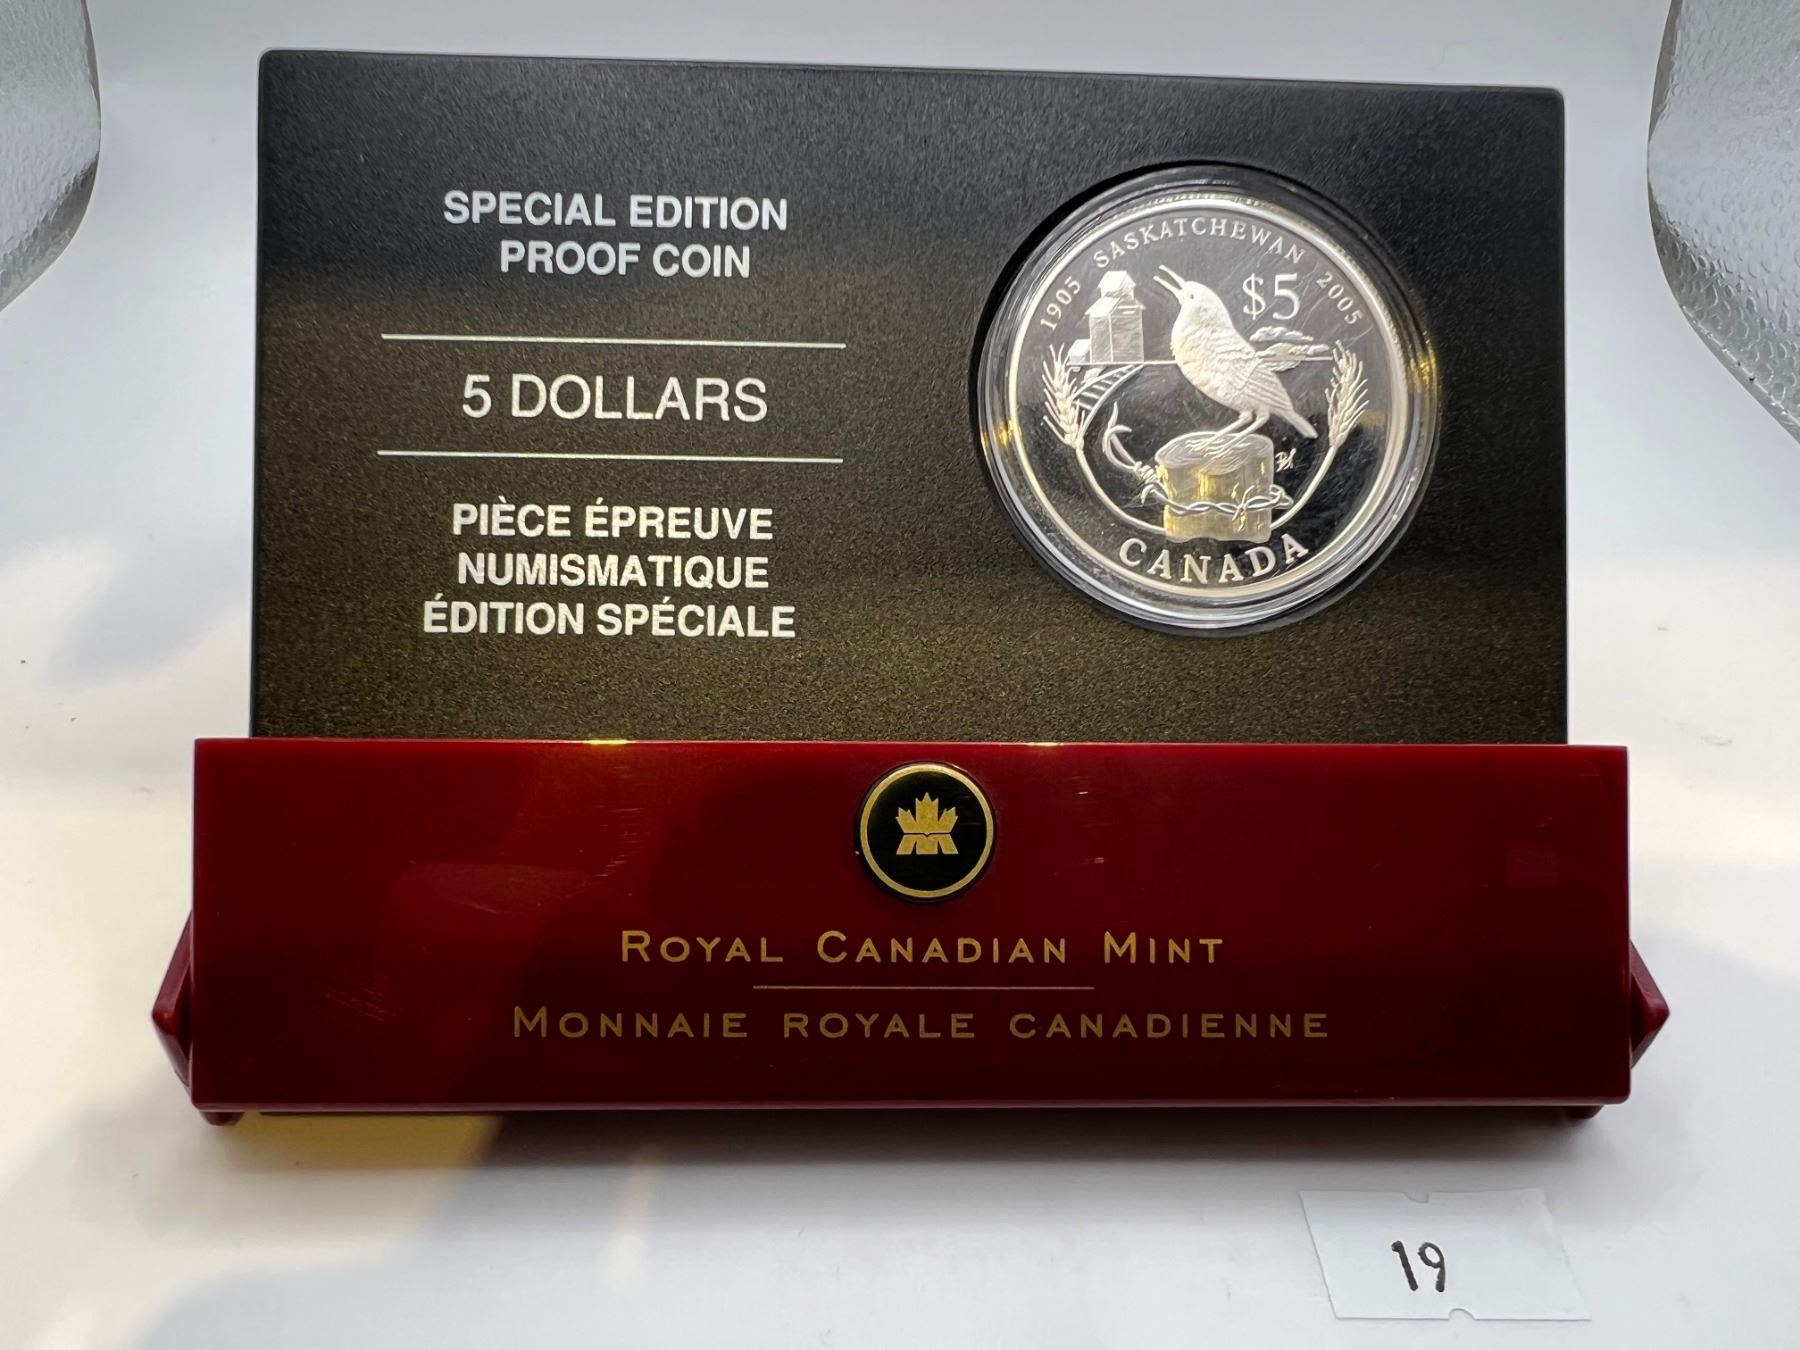 SPECIAL EDITION
PROOF COIN
5 DOLLARS
PIÈCE ÉPREUVE
NUMISMATIQUE
ÉDITION SPÉCIALE
1905 SASKATCHEWAN 2005
$5
CANADA
ROYAL CANADIAN MINT
MONNAIE ROYALE CANADIENNE
19